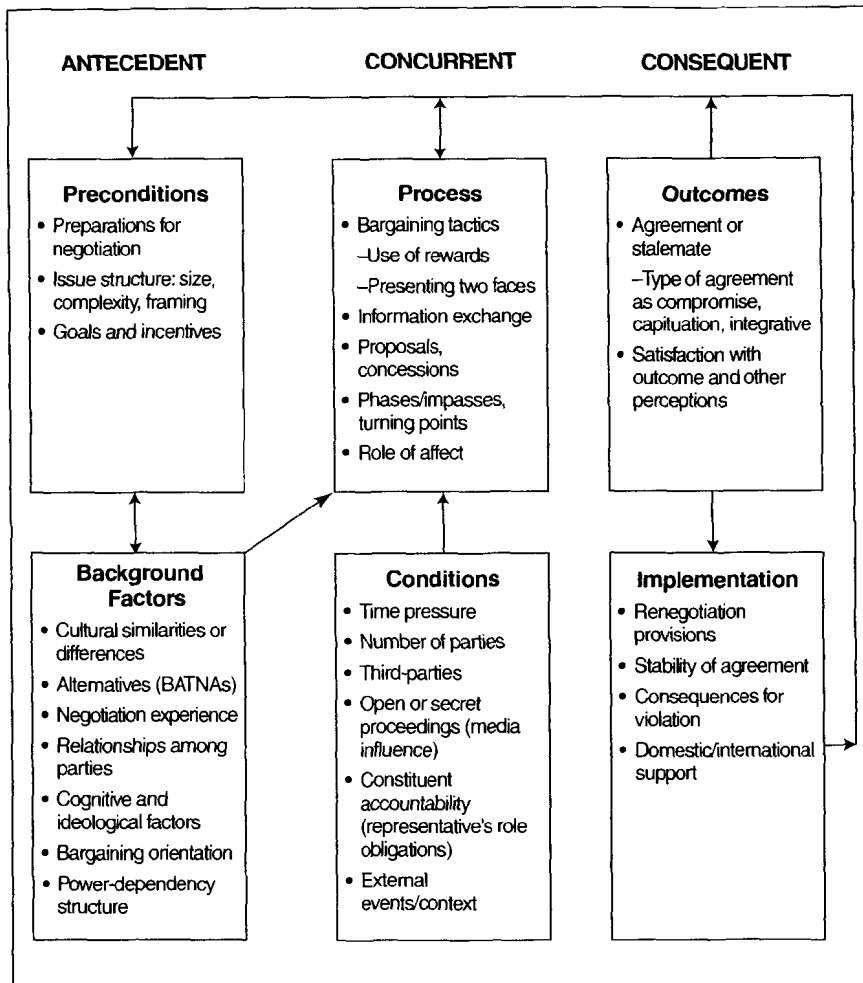 ANTECEDENT
CONCURRENT
CONSEQUENT
Preconditions
• Preparations for
negotiation
• Issue structure: size,
complexity, framing
• Goals and incentives
Process
• Bargaining tactics
–Use of rewards
–Presenting two faces
• Information exchange
• Proposals,
concessions
• Phases/impasses,
turning points
• Role of affect
Outcomes
• Agreement or
stalemate
–Type of agreement
as compromise,
capituation, integrative
• Satisfaction with
outcome and other
perceptions
Background
Factors
• Cultural similarities or
differences
• Alternatives (BATNAs)
• Negotiation experience
• Relationships among
parties
• Cognitive and
ideological factors
• Bargaining orientation
• Power-dependency
structure
Conditions
• Time pressure
• Number of parties
• Third-parties
• Open or secret
proceedings (media
influence)
• Constituent
accountability
(representative's role
obligations)
• External
events/context
Implementation
• Renegotiation
provisions
• Stability of agreement
• Consequences for
violation
• Domestic/international
support